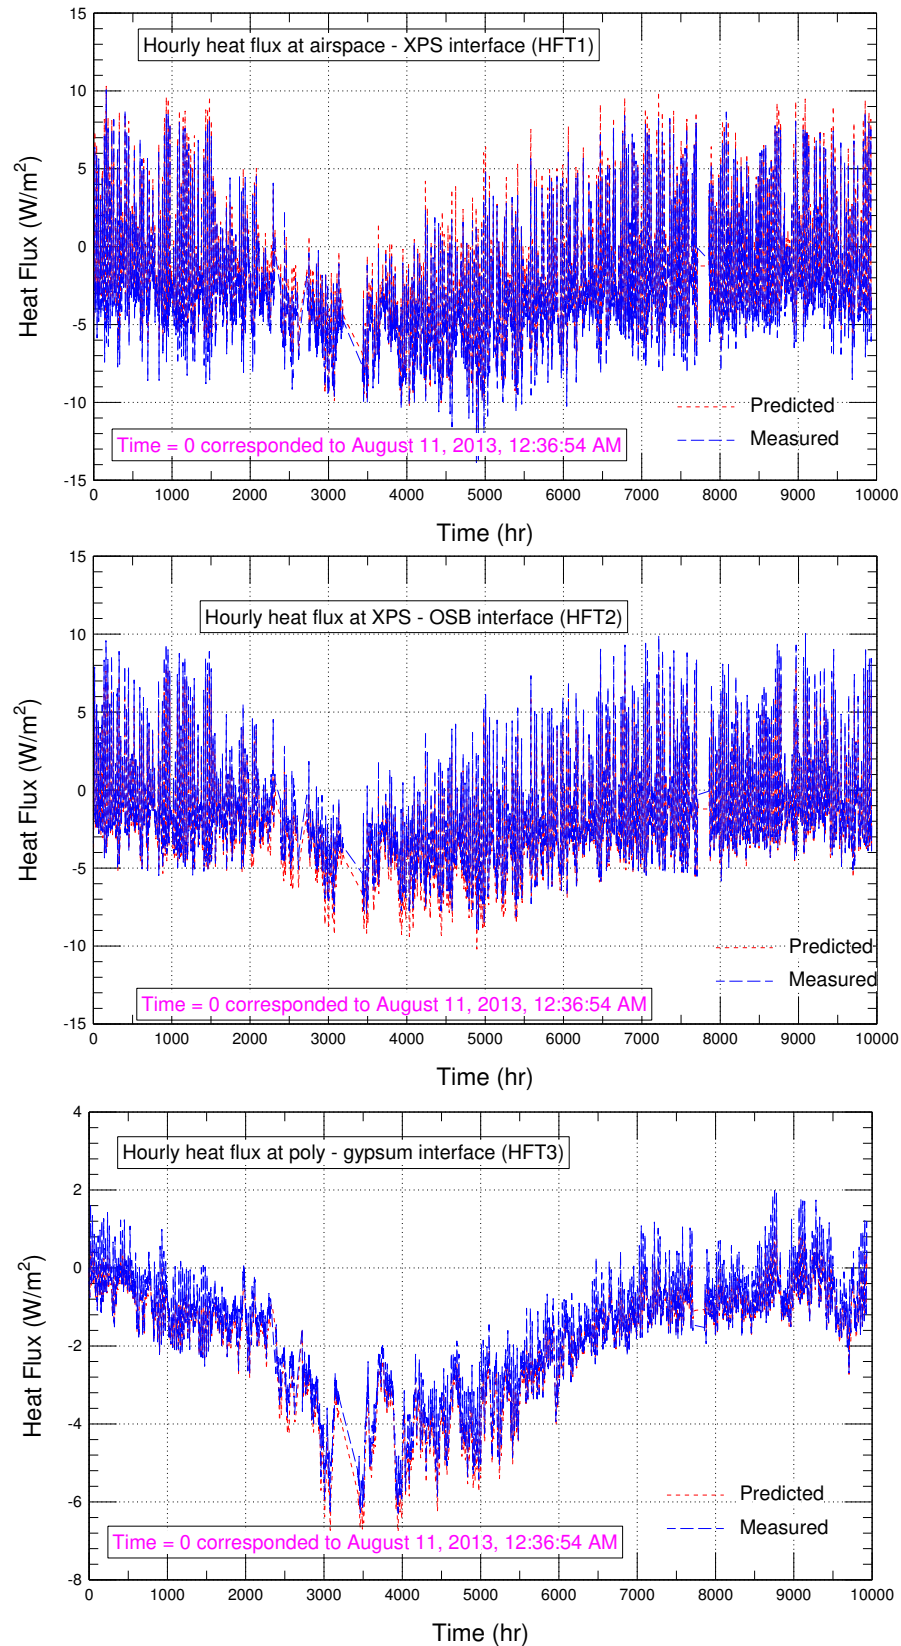 15
Hourly heat flux at airspace - XPS interface (HFT1)
10
5
0
-5
-10
-15
Heat Flux (W/m²)
Predicted
Measured
Time = 0 corresponded to August 11, 2013, 12:36:54 AM
0 1000 2000 3000 4000 5000 6000 7000 8000 9000 10000
Time (hr)
15
Hourly heat flux at XPS - OSB interface (HFT2)
10
5
0
-5
-10
-15
Heat Flux (W/m²)
Predicted
Measured
Time = 0 corresponded to August 11, 2013, 12:36:54 AM
0 1000 2000 3000 4000 5000 6000 7000 8000 9000 10000
Time (hr)
4
Hourly heat flux at poly - gypsum interface (HFT3)
2
0
-2
-4
-6
-8
Heat Flux (W/m²)
Predicted
Measured
Time = 0 corresponded to August 11, 2013, 12:36:54 AM
0 1000 2000 3000 4000 5000 6000 7000 8000 9000 10000
Time (hr)